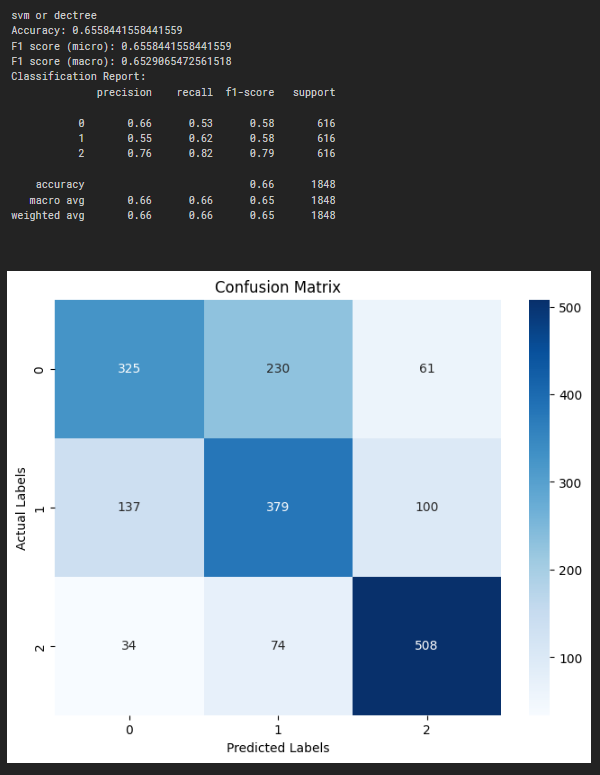 svm or dectree
Accuracy: 0.6558441558441559
F1 score (micro): 0.6558441558441559
F1 score (macro): 0.6529065472561518
Classification Report:
precision recall f1-score support
0 0.66 0.53 0.58 616
1 0.55 0.62 0.58 616
2 0.76 0.82 0.79 616
accuracy 0.66 1848
macro avg 0.66 0.66 0.65 1848
weighted avg 0.66 0.66 0.65 1848
Confusion Matrix
500
400
300
200
100
0 325 230 61
1 137 379 100
2 34 74 508
0 1 2
Actual Labels
Predicted Labels